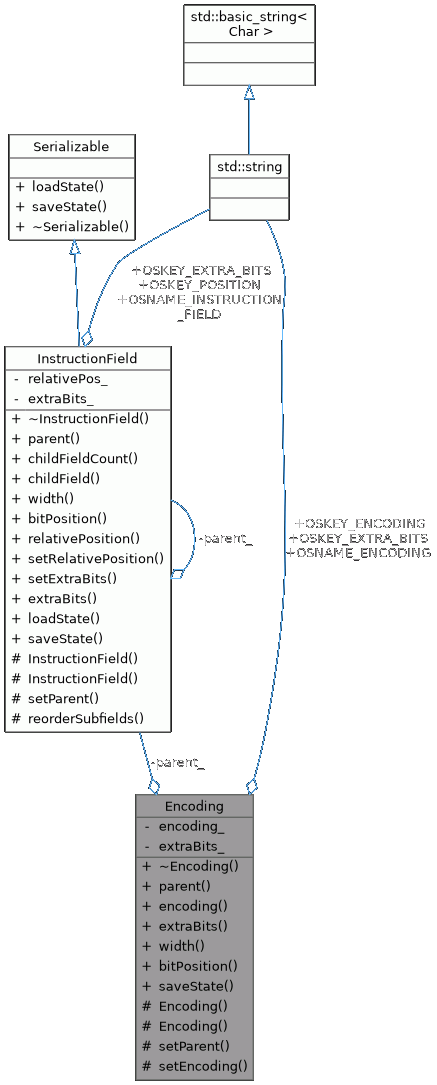 std::basic_string<
Char >
Serializable
+ loadState()
+ saveState()
+ ~Serializable()
std::string
+OSKEY_EXTRA_BITS
+OSKEY_POSITION
+OSNAME_INSTRUCTION
_FIELD
InstructionField
- relativePos_
- extraBits_
+ ~InstructionField()
+ parent()
+ childFieldCount()
+ childField()
+ width()
+ bitPosition()
+ relativePosition()
+ setRelativePosition()
+ setExtraBits()
+ extraBits()
+ loadState()
+ saveState()
# InstructionField()
# InstructionField()
# setParent()
# reorderSubfields()
-parent_
+OSKEY_ENCODING
+OSKEY_EXTRA_BITS
+OSNAME_ENCODING
-parent_
Encoding
- encoding_
- extraBits_
+ ~Encoding()
+ parent()
+ encoding()
+ extraBits()
+ width()
+ bitPosition()
+ saveState()
# Encoding()
# Encoding()
# setParent()
# setEncoding()